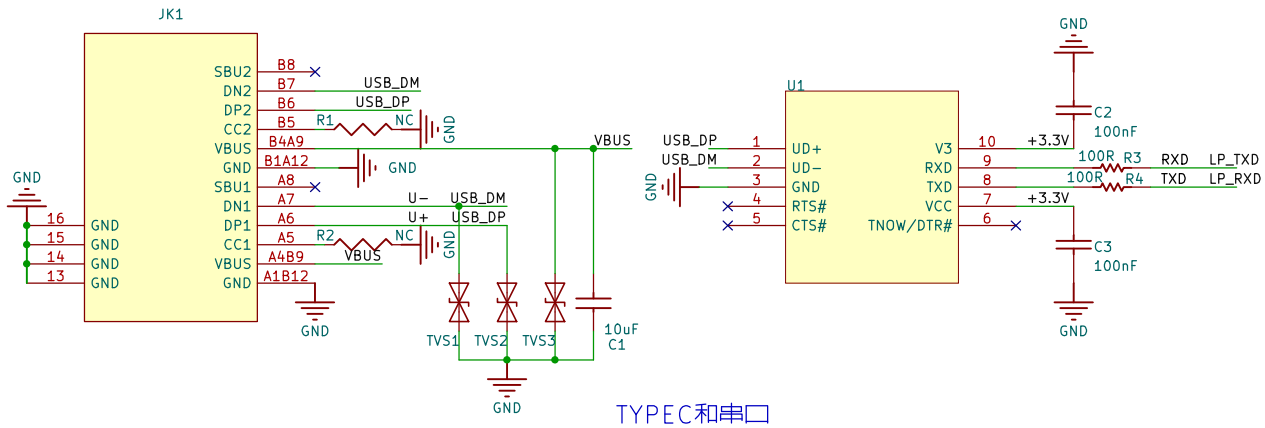 JK1
SBU2 B8
DN2 B7 USB_DM
DP2 B6 USB_DP
CC2 B5 R1 NC GND
VBUS B4A9 VBUS
GND B1A12 GND
SBU1 A8
DN1 A7 U- USB_DM
DP1 A6 U+ USB_DP
CC1 A5 R2 NC GND
VBUS A4B9 VBUS
GND A1B12
GND
GND
16 GND
15 GND
14 GND
13 GND
TVS1 TVS2 TVS3
10uF
C1
GND
U1
USB_DP 1 UD+
USB_DM 2 UD-
GND 3 GND
4 RTS#
5 CTS#
V3 10 +3.3V
RXD 9 100R R3 RXD LP_TXD
TXD 8 100R R4 TXD LP_RXD
VCC 7 +3.3V
TNOW/DTR# 6
GND
C2
100nF
C3
100nF
GND
TYPEC和串口